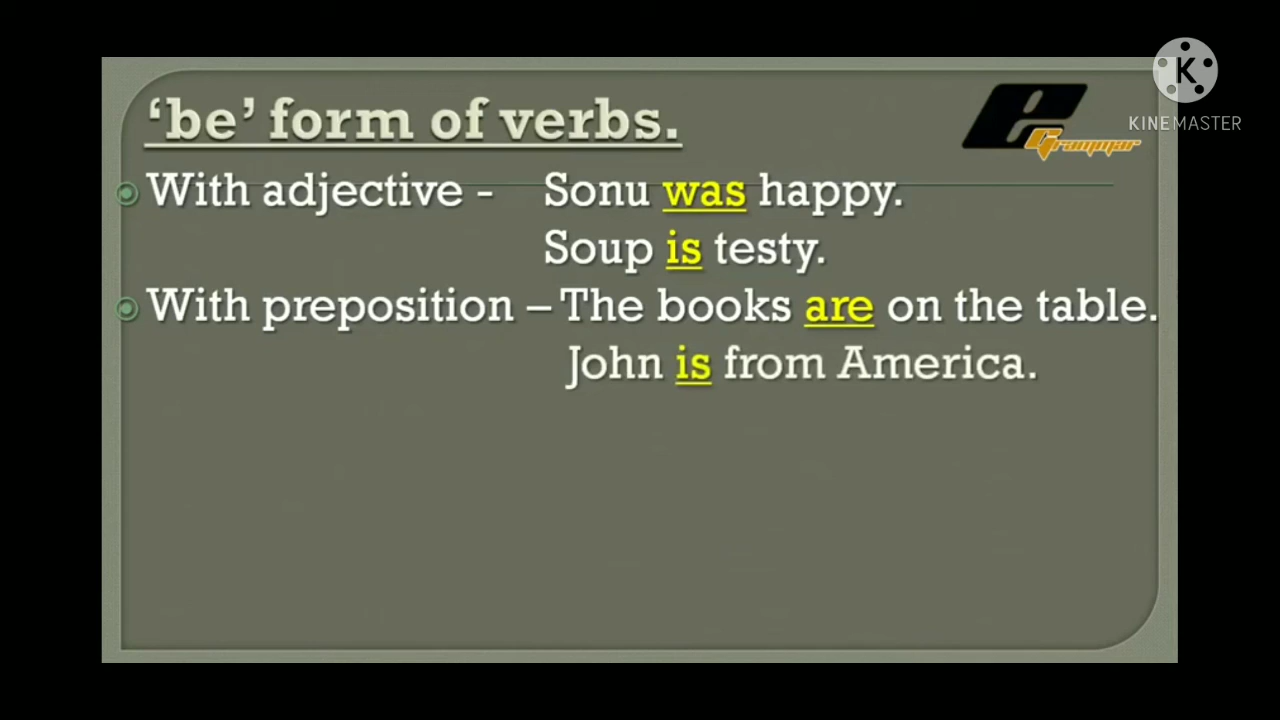 ‘be’ form of verbs.
e Grammar
KINEMASTER
With adjective - Sonu was happy.
Soup is testy.
With preposition – The books are on the table.
John is from America.